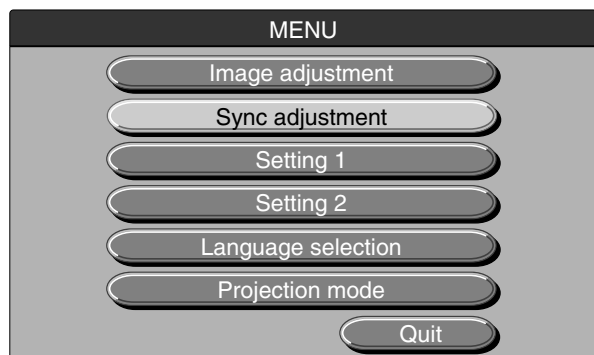 MENU
Image adjustment
Sync adjustment
Setting 1
Setting 2
Language selection
Projection mode
Quit